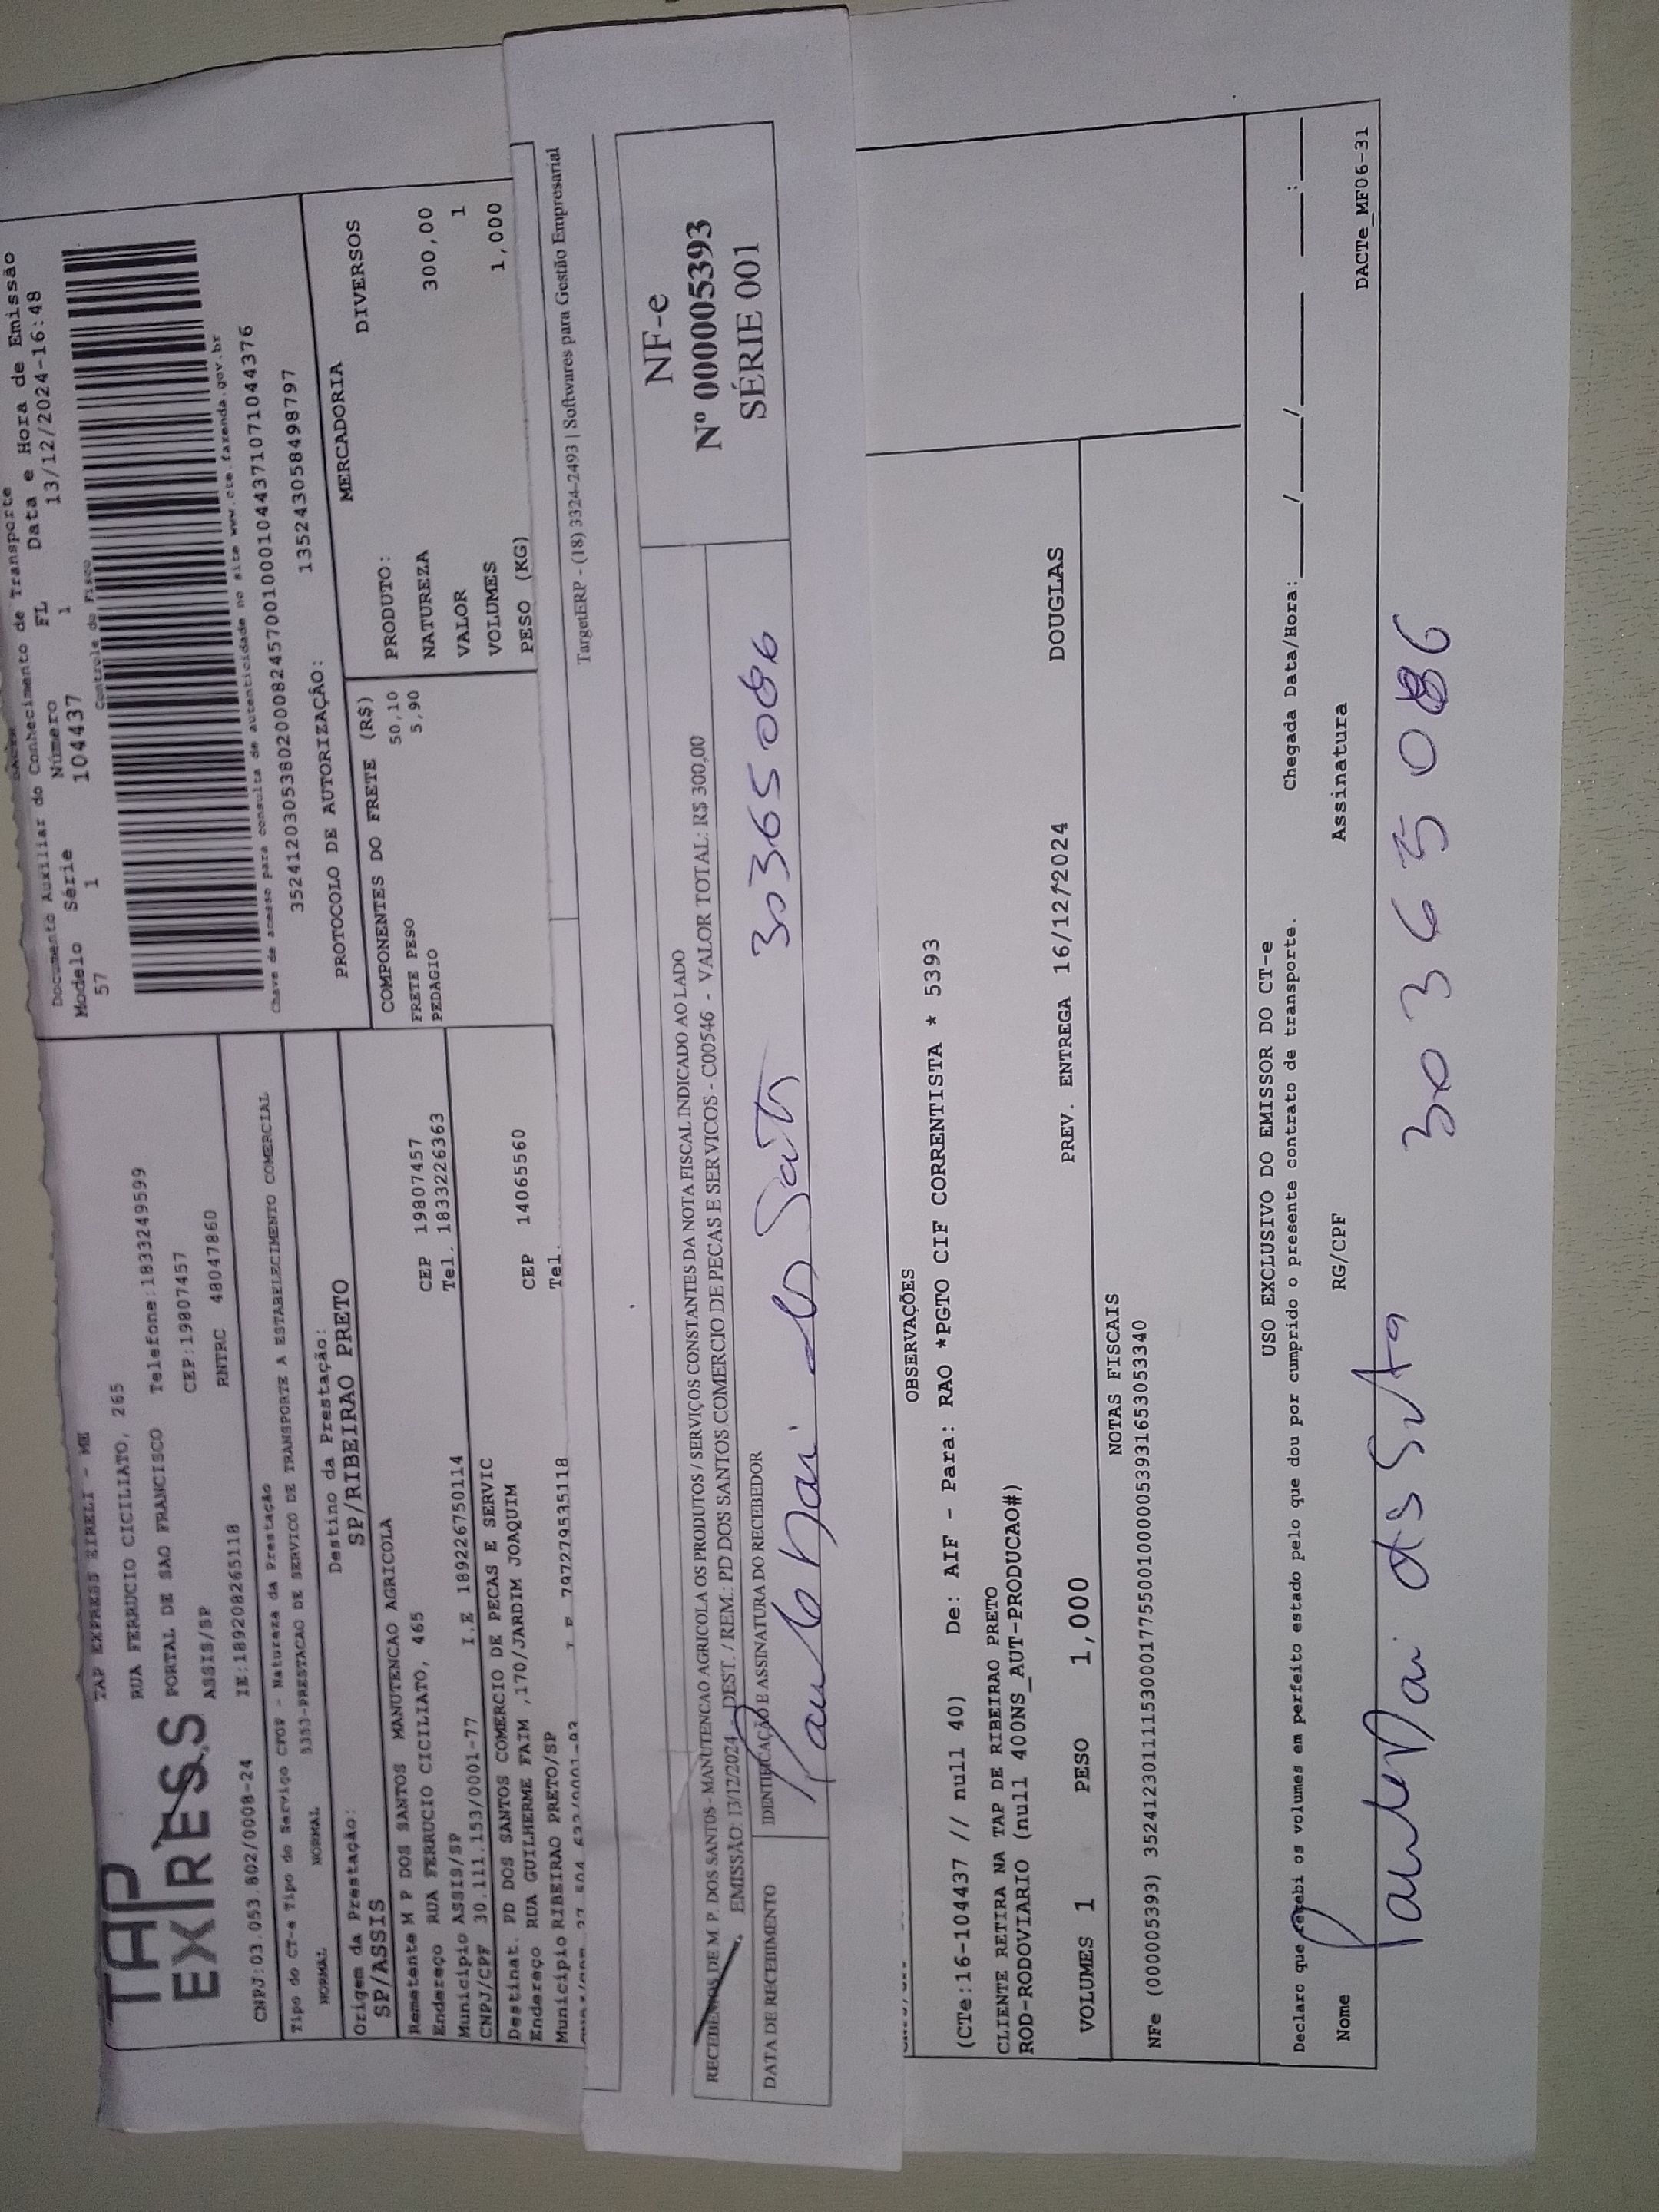 TAP
EXPRESS
TAP EXPRESS EIRELI - ME
RUA FERRUCIO CICILIATO, 265
PORTAL DE SAO FRANCISCO Telefone:1833249599
ASSIS/SP CEP:19807457
CNPJ:03.053.802/0008-24 IE:189208265118 RNTRC 48047860
DACTE
Documento Auxiliar do Conhecimento de Transporte
Modelo Série Número FL Data e Hora de Emissão
57 1 104437 1 13/12/2024-16:48
Controle do Fisco
Chave de acesso para consulta de autenticidade no site www.cte.fazenda.gov.br
35241203053802000824570010001044371071044376
PROTOCOLO DE AUTORIZAÇÃO: 135243058498797
Tipo do CT-e Tipo do Serviço CFOP - Natureza da Prestação
NORMAL NORMAL 5353-PRESTACAO DE SERVICO DE TRANSPORTE A ESTABELECIMENTO COMERCIAL
Origem da Prestação: Destino da Prestação:
SP/ASSIS SP/RIBEIRAO PRETO
Remetente M P DOS SANTOS MANUTENCAO AGRICOLA
Endereço RUA FERRUCIO CICILIATO, 465 CEP 19807457
Município ASSIS/SP Tel. 1833226363
CNPJ/CPF 30.111.153/0001-77 I.E 189226750114
Destinat. PD DOS SANTOS COMERCIO DE PECAS E SERVIC
Endereço RUA GUILHERME FAIM ,170/JARDIM JOAQUIM CEP 14065560
Município RIBEIRAO PRETO/SP Tel.
797279535118
COMPONENTES DO FRETE (R$)
FRETE PESO 50,10
PEDAGIO 5,90
MERCADORIA
PRODUTO: DIVERSOS
NATUREZA
VALOR 300,00
VOLUMES 1
PESO (KG) 1,000
TargetERP - (18) 3324-2493 | Softwares para Gestão Empresarial
RECEBEMOS DE M P. DOS SANTOS - MANUTENCAO AGRICOLA OS PRODUTOS / SERVIÇOS CONSTANTES DA NOTA FISCAL INDICADO AO LADO
EMISSÃO: 13/12/2024 - DEST. / REM.: PD DOS SANTOS COMERCIO DE PECAS E SERVICOS - C00546 - VALOR TOTAL: R$ 300,00
DATA DE RECEBIMENTO IDENTIFICAÇÃO E ASSINATURA DO RECEBEDOR
30365086
NF-e
Nº 000005393
SÉRIE 001
OBSERVAÇÕES
(CTe:16-104437 // null 40) De: AIF - Para: RAO *PGTO CIF CORRENTISTA * 5393
CLIENTE RETIRA NA TAP DE RIBEIRAO PRETO
ROD-RODOVIARIO (null 400NS_AUT-PRODUCAO#)
VOLUMES 1 PESO 1,000 PREV. ENTREGA 16/12/2024 DOUGLAS
NOTAS FISCAIS
NFe (000005393) 35241230111153000177550010000053931653053340
USO EXCLUSIVO DO EMISSOR DO CT-e
Declaro que recebi os volumes em perfeito estado pelo que dou por cumprido o presente contrato de transporte. Chegada Data/Hora:____/____/____ ____:____
Nome RG/CPF Assinatura
30365086
DACTe_MF06-31